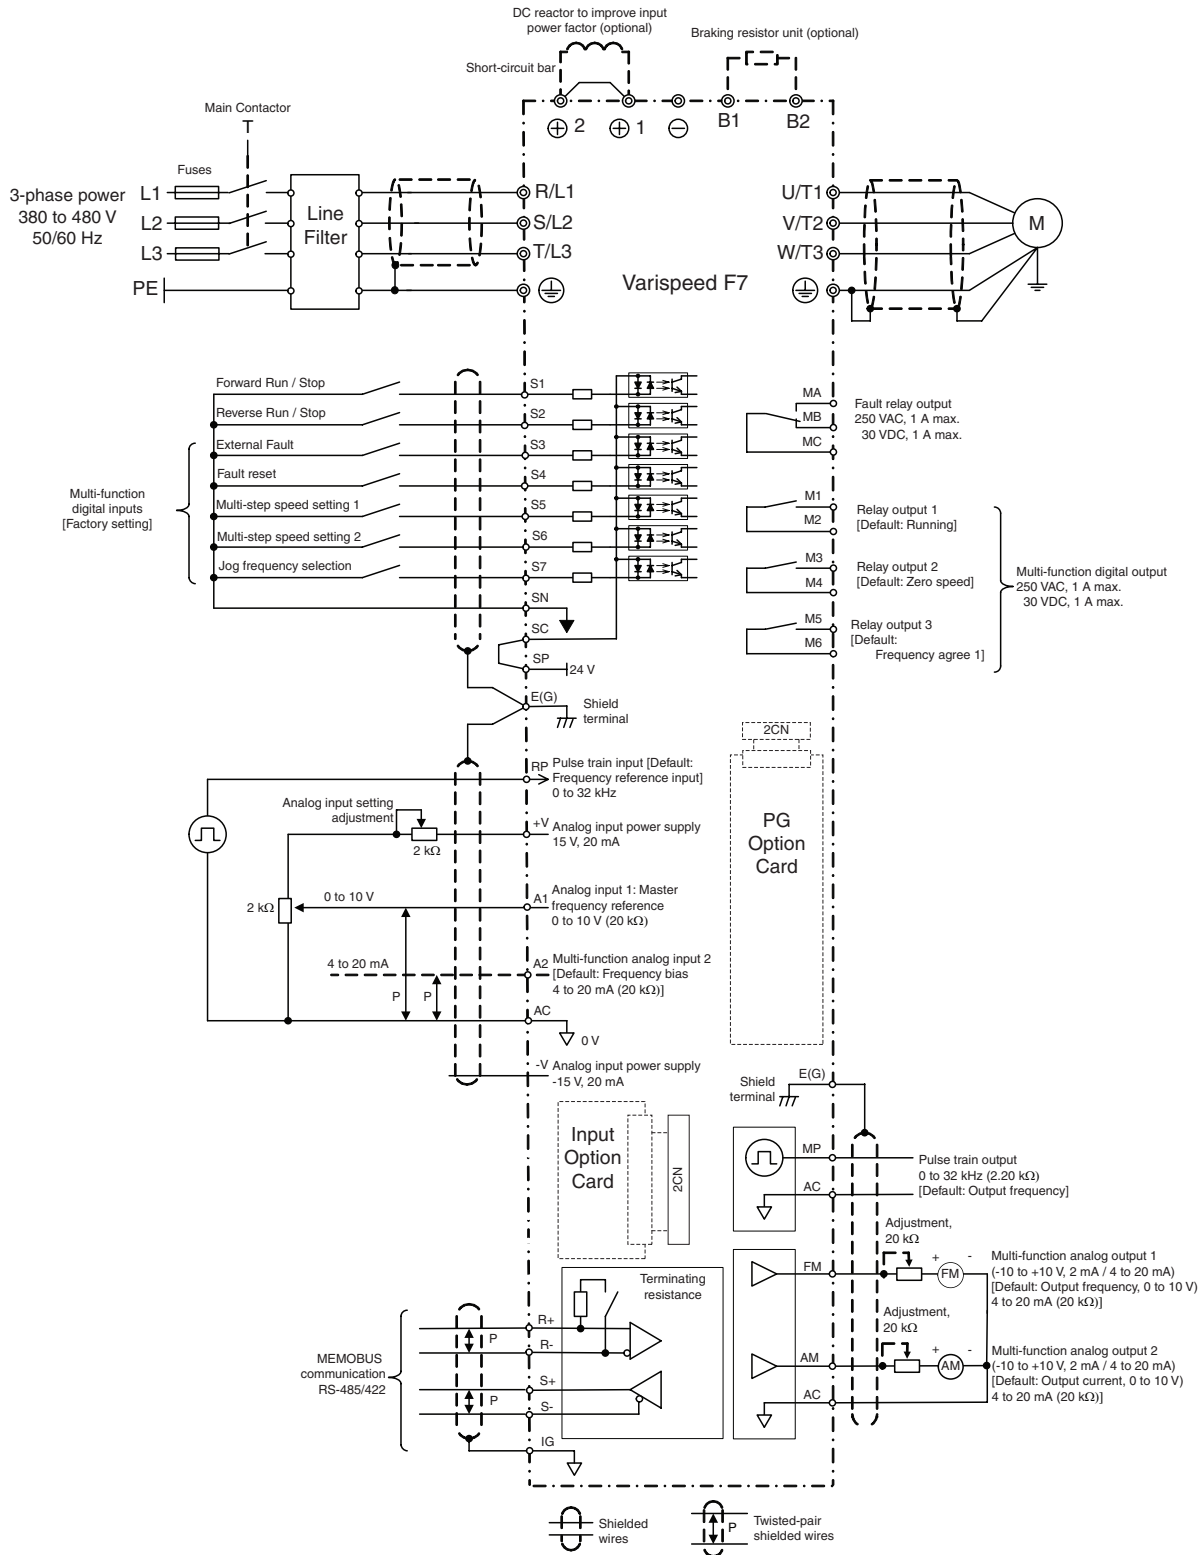 DC reactor to improve input
power factor (optional)
Braking resistor unit (optional)
Short-circuit bar
Main Contactor
⊕ 2
⊕ 1
⊖
B1
B2
Fuses
3-phase power
380 to 480 V
50/60 Hz
L1
L2
L3
PE
Line
Filter
R/L1
S/L2
T/L3
Varispeed F7
U/T1
V/T2
W/T3
M
Forward Run / Stop
Reverse Run / Stop
External Fault
Fault reset
Multi-step speed setting 1
Multi-step speed setting 2
Jog frequency selection
Multi-function
digital inputs
[Factory setting]
S1
S2
S3
S4
S5
S6
S7
SN
SC
SP
24 V
E(G)
Shield
terminal
MA
MB
MC
Fault relay output
250 VAC, 1 A max.
30 VDC, 1 A max.
M1
M2
Relay output 1
[Default: Running]
M3
M4
Relay output 2
[Default: Zero speed]
M5
M6
Relay output 3
[Default:
Frequency agree 1]
Multi-function digital output
250 VAC, 1 A max.
30 VDC, 1 A max.
2CN
PG
Option
Card
RP
Pulse train input [Default:
Frequency reference input]
0 to 32 kHz
Analog input setting
adjustment
2 kΩ
+V
Analog input power supply
15 V, 20 mA
2 kΩ
0 to 10 V
A1
Analog input 1: Master
frequency reference
0 to 10 V (20 kΩ)
4 to 20 mA
A2
Multi-function analog input 2
[Default: Frequency bias
4 to 20 mA (20 kΩ)]
P
P
AC
0 V
-V
Analog input power supply
-15 V, 20 mA
E(G)
Shield
terminal
Input
Option
Card
2CN
MP
AC
Pulse train output
0 to 32 kHz (2.20 kΩ)
[Default: Output frequency]
Adjustment,
20 kΩ
FM
+
-
FM
Multi-function analog output 1
(-10 to +10 V, 2 mA / 4 to 20 mA)
[Default: Output frequency, 0 to 10 V)
4 to 20 mA (20 kΩ)]
Adjustment,
20 kΩ
AM
+
-
AM
Multi-function analog output 2
(-10 to +10 V, 2 mA / 4 to 20 mA)
[Default: Output current, 0 to 10 V)
4 to 20 mA (20 kΩ)]
AC
Terminating
resistance
MEMOBUS
communication
RS-485/422
R+
P
R-
S+
P
S-
IG
Shielded
wires
P
Twisted-pair
shielded wires